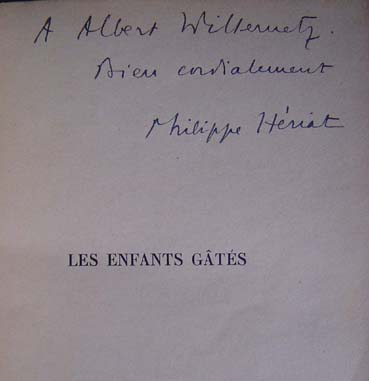 A Albert Willemetz.
Bien cordialement
Philippe Hériat
LES ENFANTS GÂTÉS